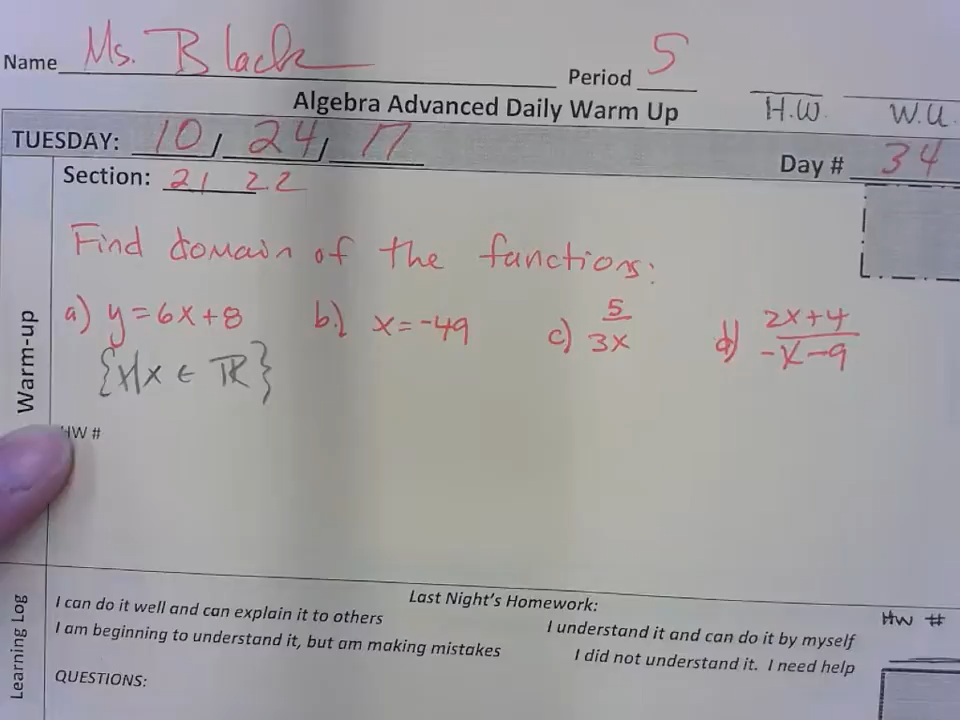 Name Ms. Black Period 5
H.W. W.U.
Algebra Advanced Daily Warm Up
TUESDAY: 10/24/17 Day # 34
Section: 21 22
Find domain of the functions:
a) y=6x+8 b.) x=-49 c) 5/3x d) 2x+4/-x-9
{x|x ∈ ℝ}
Warm-up
HW #
Learning Log
Last Night's Homework:
I can do it well and can explain it to others
I understand it and can do it by myself
HW #
I am beginning to understand it, but am making mistakes
I did not understand it. I need help
QUESTIONS: